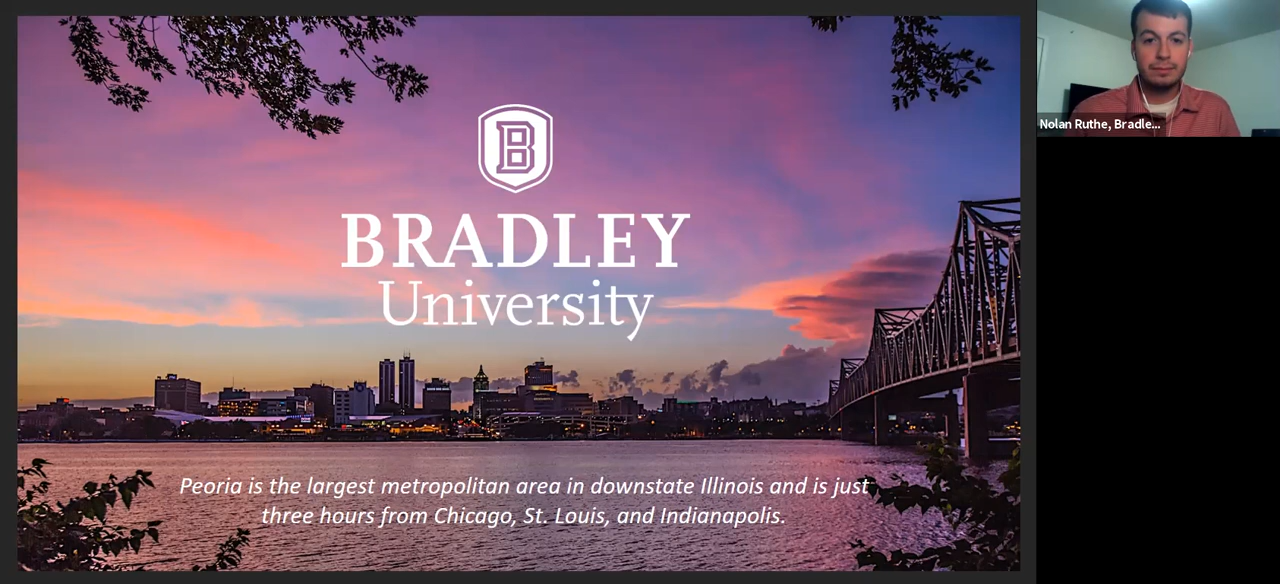 B
BRADLEY
University
Peoria is the largest metropolitan area in downstate Illinois and is just
three hours from Chicago, St. Louis, and Indianapolis.
Nolan Ruthe, Bradle...